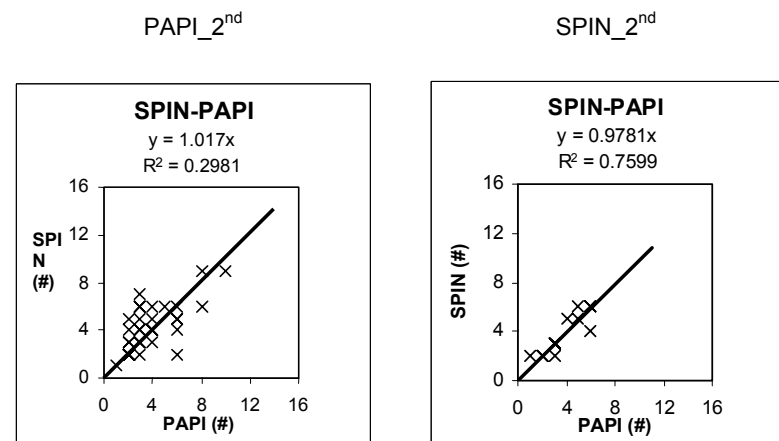 PAPI_2nd
SPIN_2nd
SPIN-PAPI
y = 1.017x
R² = 0.2981
16
12
8
4
0
SPI
N
(#)
0 4 8 12 16
PAPI (#)
SPIN-PAPI
y = 0.9781x
R² = 0.7599
16
12
8
4
0
SPIN (#)
0 4 8 12 16
PAPI (#)